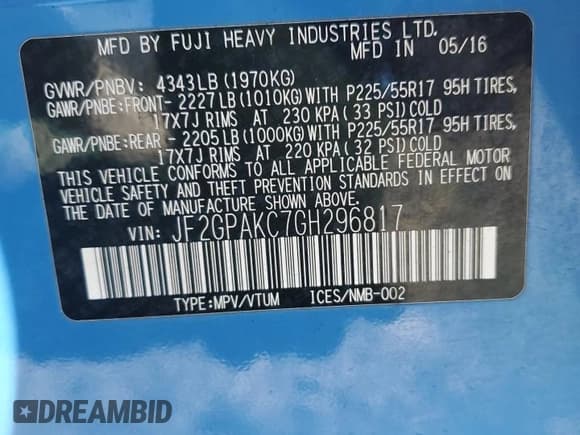 MFD BY FUJI HEAVY INDUSTRIES LTD.
MFD IN 05/16
GVWR/PNBV: 4343LB (1970KG)
GAWR/PNBE:FRONT- 2227 LB (1010KG) WITH P225/55R17 95H TIRES,
17X7J RIMS AT 230 KPA (33 PSI) COLD
GAWR/PNBE:REAR - 2205 LB (1000KG) WITH P225/55R17 95H TIRES,
17X7J RIMS AT 220 KPA (32 PSI) COLD
THIS VEHICLE CONFORMS TO ALL APPLICABLE FEDERAL MOTOR
VEHICLE SAFETY AND THEFT PREVENTION STANDARDS IN EFFECT ON
THE DATE OF MANUFACTURE SHOWN ABOVE.
VIN: JF2GPAKC7GH296817
TYPE:MPV/VTUM ICES/NMB-002
DREAMBID